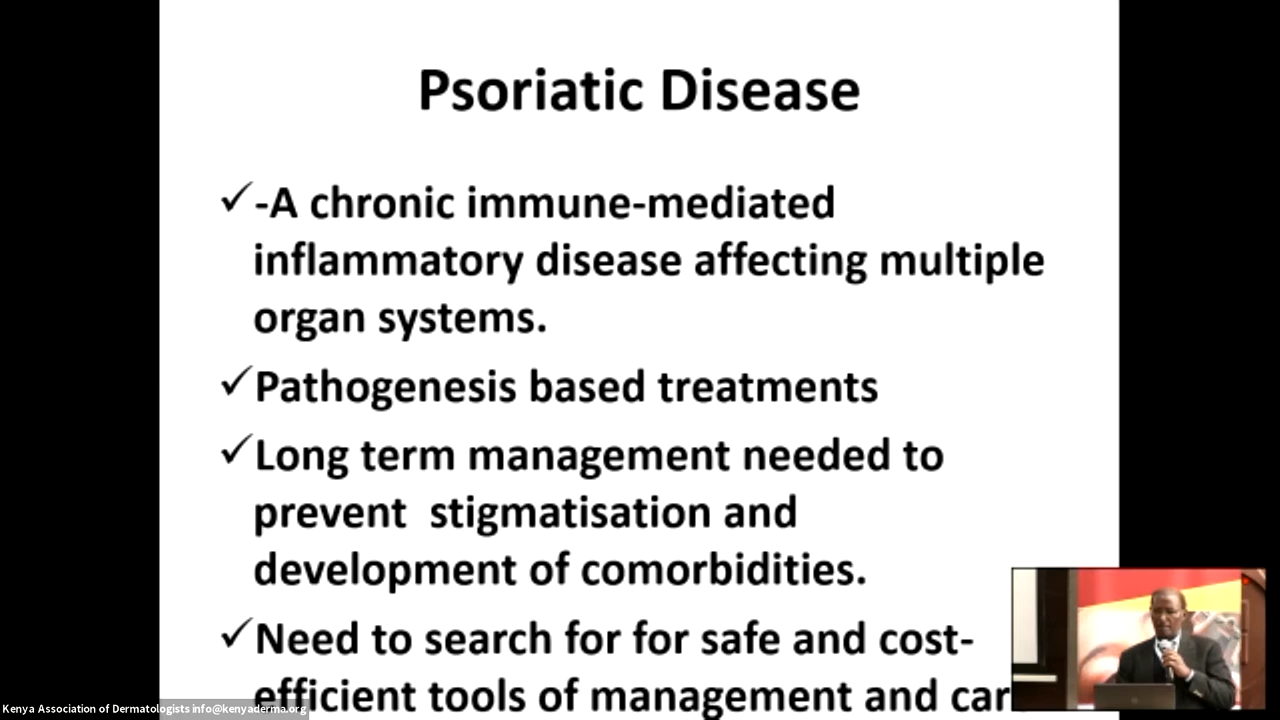 Psoriatic Disease
✓-A chronic immune-mediated
inflammatory disease affecting multiple
organ systems.
✓Pathogenesis based treatments
✓Long term management needed to
prevent stigmatisation and
development of comorbidities.
✓Need to search for for safe and cost-
efficient tools of management and
Kenya Association of Dermatologists info@kenyaderma.org